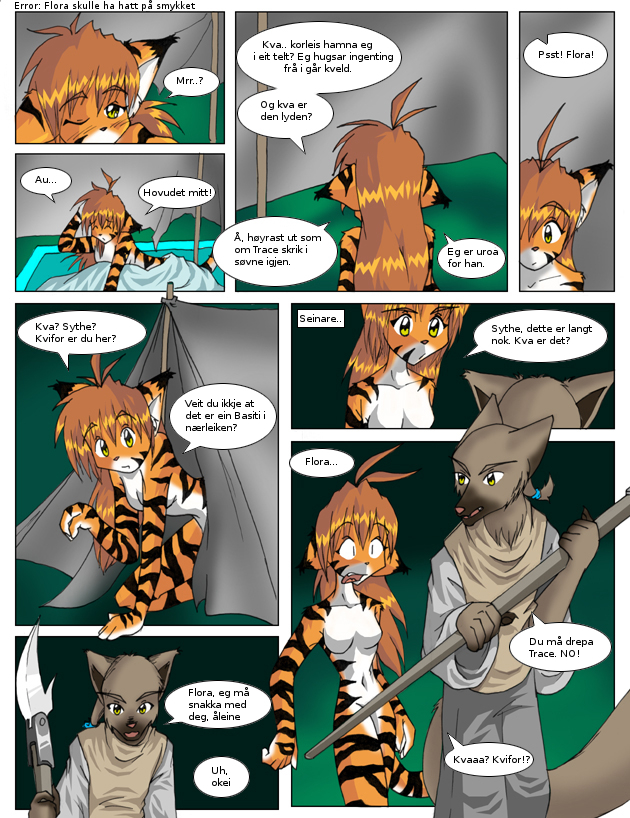 Error: Flora skulle ha hatt på smykket
Mrr..?
Au...
Hovudet mitt!
Kva.. korleis hamna eg
i eit telt? Eg hugsar ingenting
frå i går kveld.
Og kva er
den lyden?
Å, høyrast ut som
om Trace skrik i
søvne igjen.
Eg er uroa
for han.
Psst! Flora!
Kva? Sythe?
Kvifor er du her?
Veit du ikkje at
det er ein Basiti i
nærleiken?
Seinare..
Sythe, dette er langt
nok. Kva er det?
Flora, eg må
snakka med
deg, åleine
Uh,
okei
Flora...
Du må drepa
Trace. NO!
Kvaaa? Kvifor!?